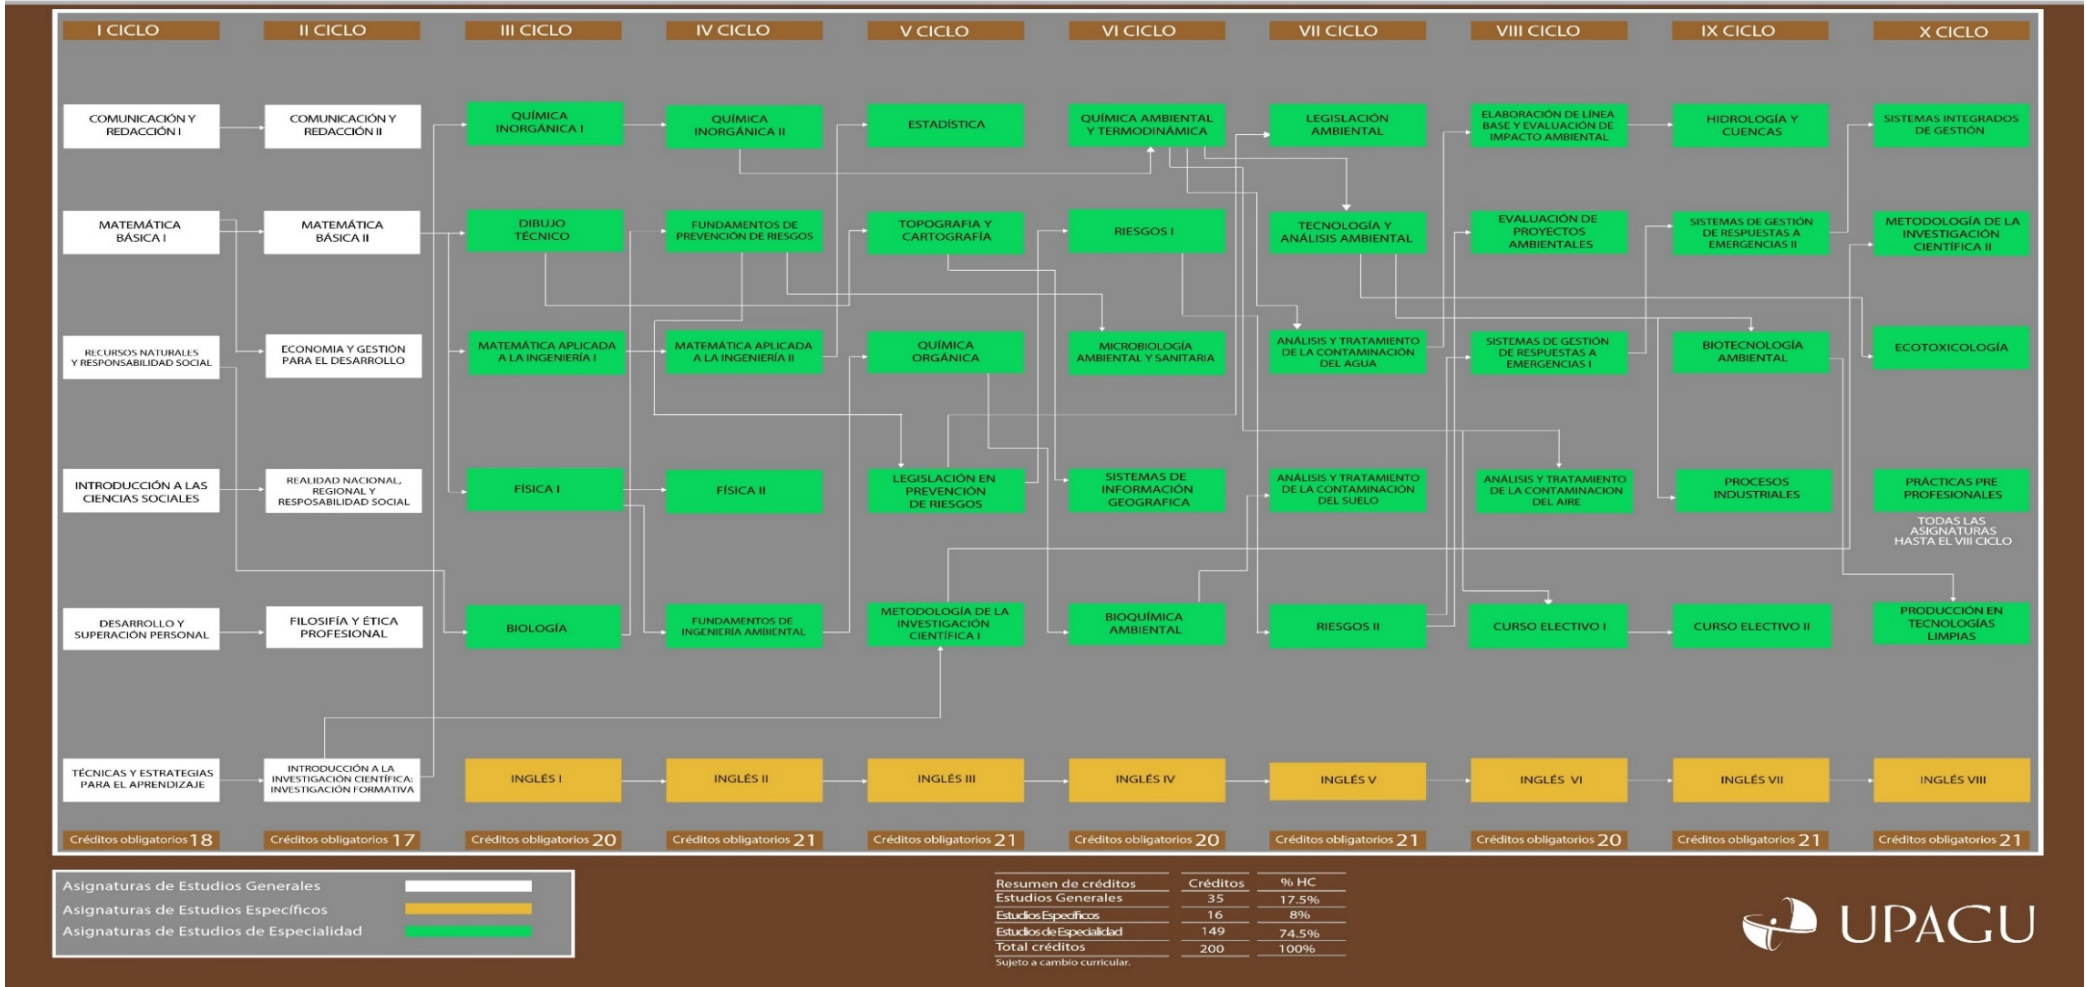 I CICLO
II CICLO
III CICLO
IV CICLO
V CICLO
VI CICLO
VII CICLO
VIII CICLO
IX CICLO
X CICLO
COMUNICACIÓN Y
REDACCIÓN I
COMUNICACIÓN Y
REDACCIÓN II
QUÍMICA
INORGÁNICA I
QUÍMICA
INORGÁNICA II
ESTADÍSTICA
QUÍMICA AMBIENTAL
Y TERMODINÁMICA
LEGISLACIÓN
AMBIENTAL
ELABORACIÓN DE LÍNEA
BASE Y EVALUACIÓN DE
IMPACTO AMBIENTAL
HIDROLOGÍA Y
CUENCAS
SISTEMAS INTEGRADOS
DE GESTIÓN
MATEMÁTICA
BÁSICA I
MATEMÁTICA
BÁSICA II
DIBUJO
TÉCNICO
FUNDAMENTOS DE
PREVENCIÓN DE RIESGOS
TOPOGRAFIA Y
CARTOGRAFÍA
RIESGOS I
TECNOLOGÍA Y
ANÁLISIS AMBIENTAL
EVALUACIÓN DE
PROYECTOS
AMBIENTALES
SISTEMAS DE GESTIÓN
DE RESPUESTAS A
EMERGENCIAS II
METODOLOGÍA DE LA
INVESTIGACIÓN
CIENTÍFICA II
RECURSOS NATURALES
Y RESPONSABILIDAD SOCIAL
ECONOMIA Y GESTIÓN
PARA EL DESARROLLO
MATEMÁTICA APLICADA
A LA INGENIERÍA I
MATEMÁTICA APLICADA
A LA INGENIERÍA II
QUÍMICA
ORGÁNICA
MICROBIOLOGÍA
AMBIENTAL Y SANITARIA
ANÁLISIS Y TRATAMIENTO
DE LA CONTAMINACIÓN
DEL AGUA
SISTEMAS DE GESTIÓN
DE RESPUESTAS A
EMERGENCIAS I
BIOTECNOLOGÍA
AMBIENTAL
ECOTOXICOLOGÍA
INTRODUCCIÓN A LAS
CIENCIAS SOCIALES
REALIDAD NACIONAL,
REGIONAL Y
RESPOSABILIDAD SOCIAL
FÍSICA I
FÍSICA II
LEGISLACIÓN EN
PREVENCIÓN
DE RIESGOS
SISTEMAS DE
INFORMACIÓN
GEOGRAFICA
ANÁLISIS Y TRATAMIENTO
DE LA CONTAMINACIÓN
DEL SUELO
ANÁLISIS Y TRATAMIENTO
DE LA CONTAMINACION
DEL AIRE
PROCESOS
INDUSTRIALES
PRÁCTICAS PRE
PROFESIONALES
TODAS LAS
ASIGNATURAS
HASTA EL VIII CICLO
DESARROLLO Y
SUPERACIÓN PERSONAL
FILOSIFÍA Y ÉTICA
PROFESIONAL
BIOLOGÍA
FUNDAMENTOS DE
INGENIERÍA AMBIENTAL
METODOLOGÍA DE LA
INVESTIGACIÓN
CIENTÍFICA I
BIOQUÍMICA
AMBIENTAL
RIESGOS II
CURSO ELECTIVO I
CURSO ELECTIVO II
PRODUCCIÓN EN
TECNOLOGÍAS
LIMPIAS
TÉCNICAS Y ESTRATEGIAS
PARA EL APRENDIZAJE
INTRODUCCIÓN A LA
INVESTIGACIÓN CIENTÍFICA:
INVESTIGACIÓN FORMATIVA
INGLÉS I
INGLÉS II
INGLÉS III
INGLÉS IV
INGLÉS V
INGLÉS VI
INGLÉS VII
INGLÉS VIII
Créditos obligatorios 18
Créditos obligatorios 17
Créditos obligatorios 20
Créditos obligatorios 21
Créditos obligatorios 21
Créditos obligatorios 20
Créditos obligatorios 21
Créditos obligatorios 20
Créditos obligatorios 21
Créditos obligatorios 21
Asignaturas de Estudios Generales
Asignaturas de Estudios Específicos
Asignaturas de Estudios de Especialidad
Resumen de créditos Créditos % HC
Estudios Generales 35 17.5%
Estudios Específicos 16 8%
Estudios de Especialidad 149 74.5%
Total créditos 200 100%
Sujeto a cambio curricular.
UPAGU